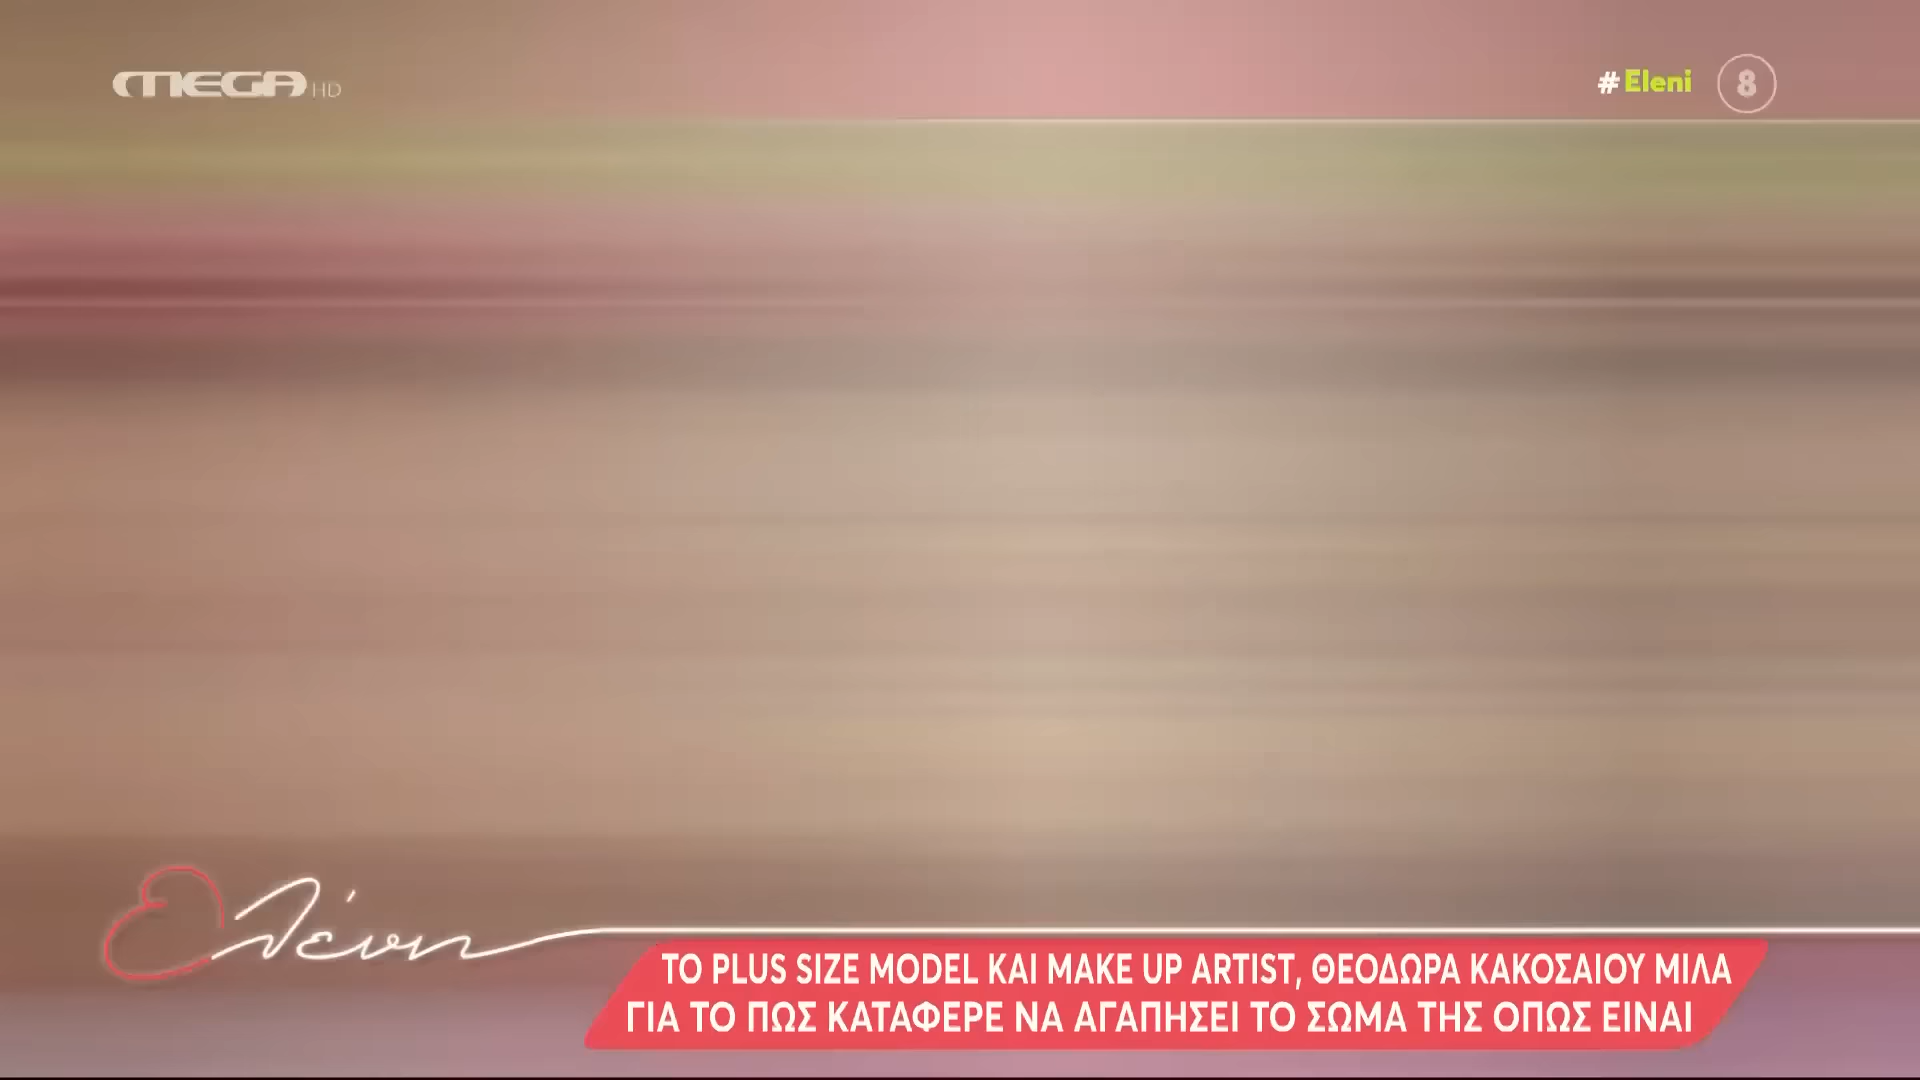 MEGA HD
#Eleni 8
Ελένη
ΤΟ PLUS SIZE MODEL ΚΑΙ MAKE UP ARTIST, ΘΕΟΔΩΡΑ ΚΑΚΟΣΑΙΟΥ ΜΙΛΑ
ΓΙΑ ΤΟ ΠΩΣ ΚΑΤΑΦΕΡΕ ΝΑ ΑΓΑΠΗΣΕΙ ΤΟ ΣΩΜΑ ΤΗΣ ΟΠΩΣ ΕΙΝΑΙ